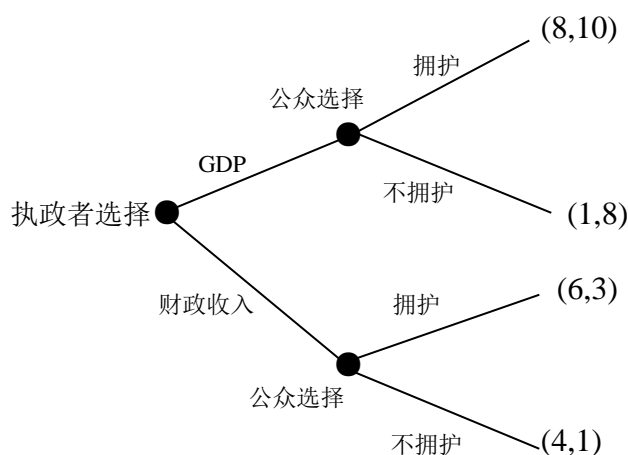 (8,10)
拥护
公众选择
GDP
不拥护
执政者选择
(1,8)
(6,3)
财政收入
拥护
公众选择
不拥护
(4,1)